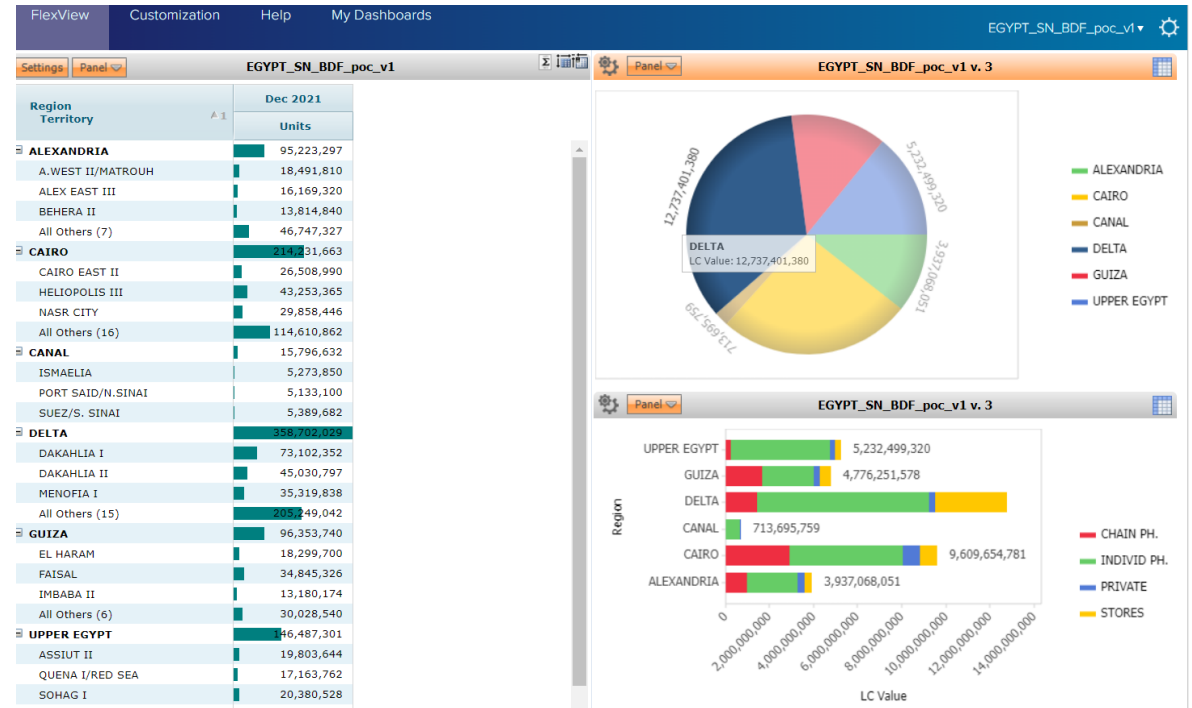 FlexView Customization Help My Dashboards
EGYPT_SN_BDF_poc_v1▾
Settings Panel EGYPT_SN_BDF_poc_v1 Σ
Region
Territory
1
Dec 2021
Units
ALEXANDRIA 95,223,297
A.WEST II/MATROUH 18,491,810
ALEX EAST III 16,169,320
BEHERA II 13,814,840
All Others (7) 46,747,327
CAIRO 214,231,663
CAIRO EAST II 26,508,990
HELIOPOLIS III 43,253,365
NASR CITY 29,858,446
All Others (16) 114,610,862
CANAL 15,796,632
ISMAELIA 5,273,850
PORT SAID/N.SINAI 5,133,100
SUEZ/S. SINAI 5,389,682
DELTA 358,702,029
DAKAHLIA I 73,102,352
DAKAHLIA II 45,030,797
MENOFIA I 35,319,838
All Others (15) 205,249,042
GUIZA 96,353,740
EL HARAM 18,299,700
FAISAL 34,845,326
IMBABA II 13,180,174
All Others (6) 30,028,540
UPPER EGYPT 146,487,301
ASSIUT II 19,803,644
QUENA I/RED SEA 17,163,762
SOHAG I 20,380,528
Panel EGYPT_SN_BDF_poc_v1 v. 3
12,737,401,380
5,232,499,320
3,937,068,051
713,695,759
DELTA
LC Value: 12,737,401,380
ALEXANDRIA
CAIRO
CANAL
DELTA
GUIZA
UPPER EGYPT
Panel EGYPT_SN_BDF_poc_v1 v. 3
Region
UPPER EGYPT 5,232,499,320
GUIZA 4,776,251,578
DELTA
CANAL 713,695,759
CAIRO 9,609,654,781
ALEXANDRIA 3,937,068,051
0 2,000,000,000 4,000,000,000 6,000,000,000 8,000,000,000 10,000,000,000 12,000,000,000 14,000,000,000
LC Value
CHAIN PH.
INDIVID PH.
PRIVATE
STORES